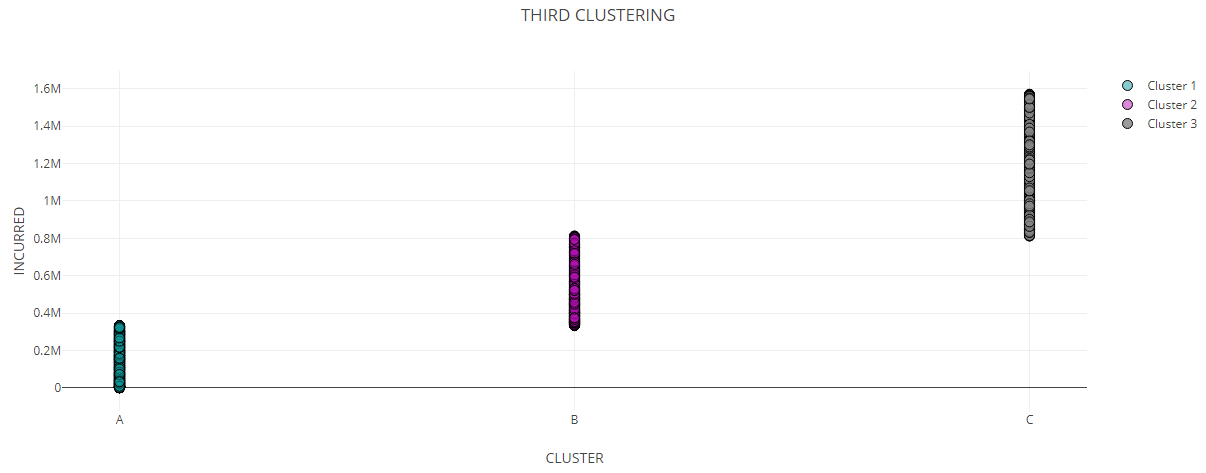 THIRD CLUSTERING
INCURRED
1.6M
1.4M
1.2M
1M
0.8M
0.6M
0.4M
0.2M
0
A
B
C
CLUSTER
Cluster 1
Cluster 2
Cluster 3